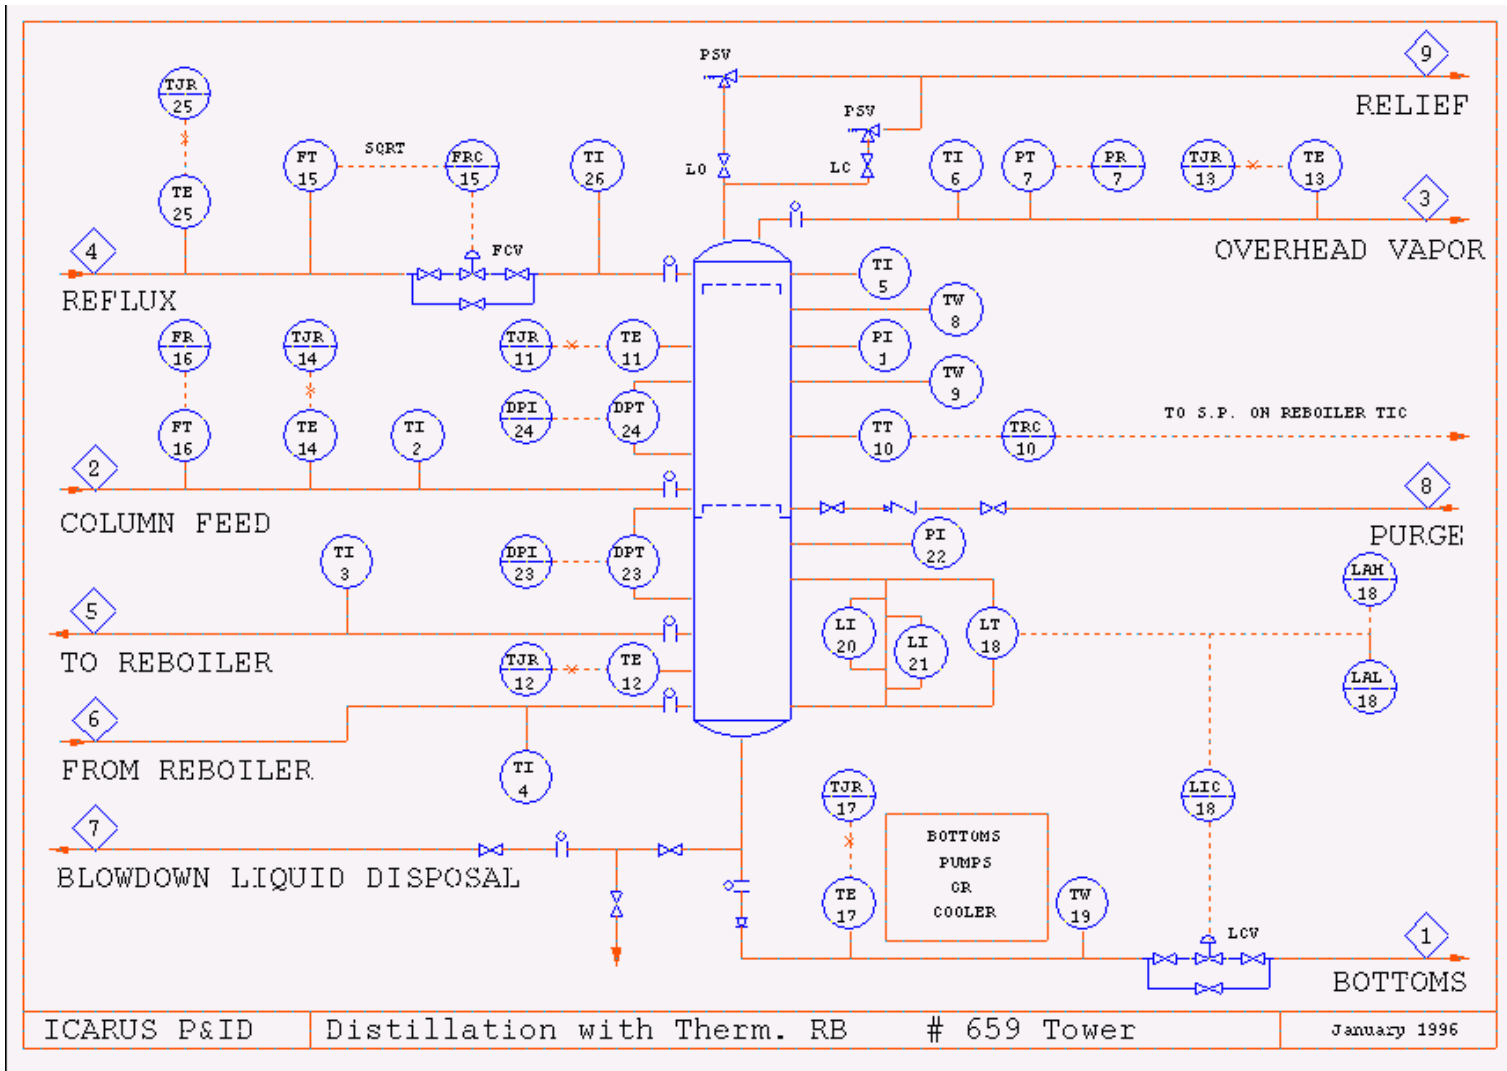 PSV
9
RELIEF
TJR
25
PSV
FT
15
SQRT
FRC
15
TI
26
LO
LC
TI
6
PT
7
PR
7
TJR
13
TE
13
TE
25
3
OVERHEAD VAPOR
4
REFLUX
FCV
TI
5
TW
8
FR
16
TJR
14
TJR
11
TE
11
PI
1
TW
9
DPI
24
DPT
24
FT
16
TE
14
TI
2
TT
10
TRC
10
TO S.P. ON REBOILER TIC
2
COLUMN FEED
8
PURGE
TI
3
DPI
23
DPT
23
PI
22
LAH
18
5
TO REBOILER
LI
20
LI
21
LT
18
TJR
12
TE
12
LAL
18
6
FROM REBOILER
TI
4
TJR
17
LIC
18
7
BLOWDOWN LIQUID DISPOSAL
BOTTOMS
PUMPS
OR
COOLER
TE
17
TW
19
LCV
1
BOTTOMS
ICARUS P&ID
Distillation with Therm. RB # 659 Tower
January 1996